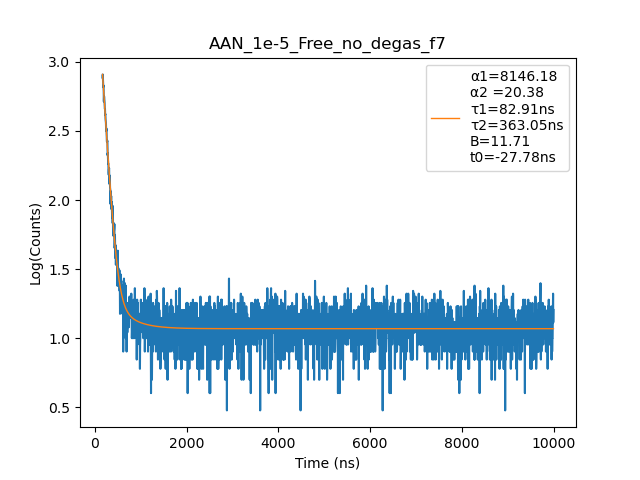 AAN_1e-5_Free_no_degas_f7
α1=8146.18
α2 =20.38
τ1=82.91ns
τ2=363.05ns
B=11.71
t0=-27.78ns
Log(Counts)
3.0
2.5
2.0
1.5
1.0
0.5
0 2000 4000 6000 8000 10000
Time (ns)